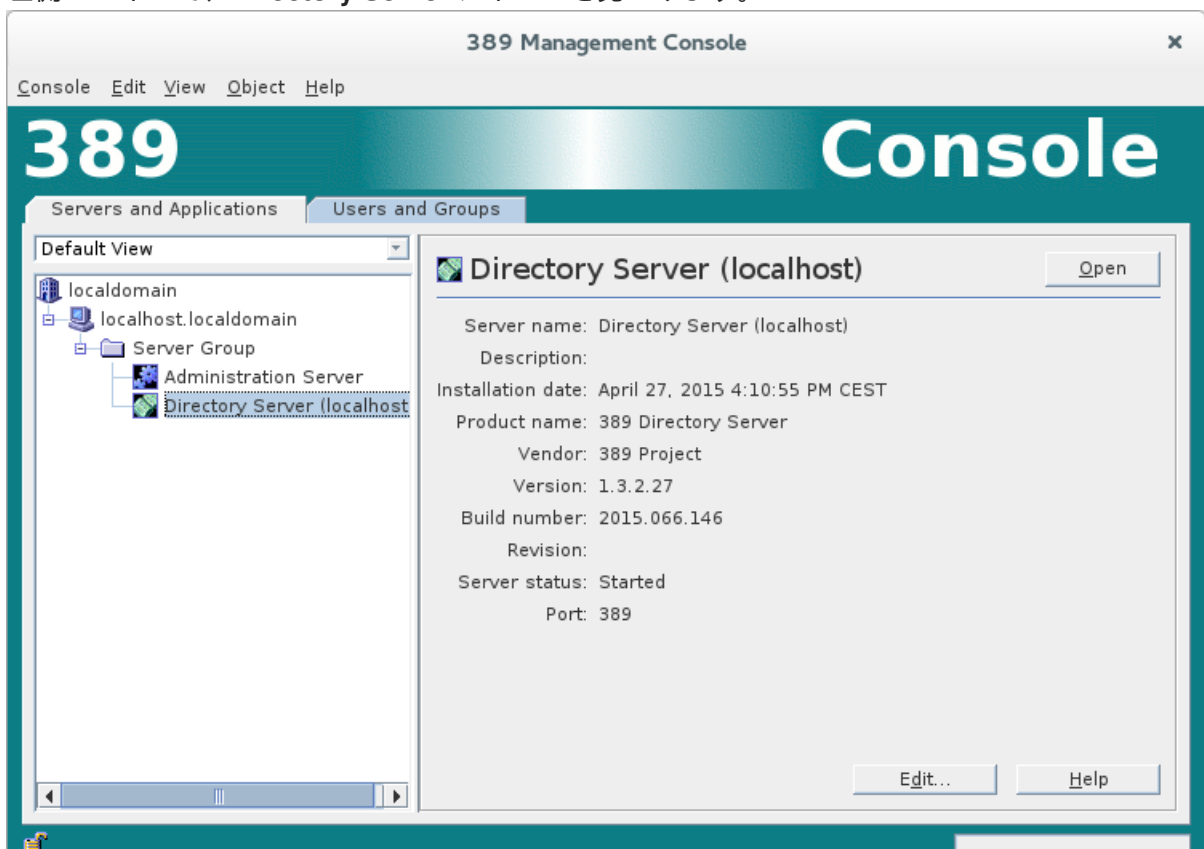 Directory Server
389 Management Console
Console Edit View Object Help
389 Console
Servers and Applications Users and Groups
Default View
localdomain
localhost.localdomain
Server Group
Administration Server
Directory Server (localhost
Directory Server (localhost) Open
Server name: Directory Server (localhost)
Description:
Installation date: April 27, 2015 4:10:55 PM CEST
Product name: 389 Directory Server
Vendor: 389 Project
Version: 1.3.2.27
Build number: 2015.066.146
Revision:
Server status: Started
Port: 389
Edit... Help